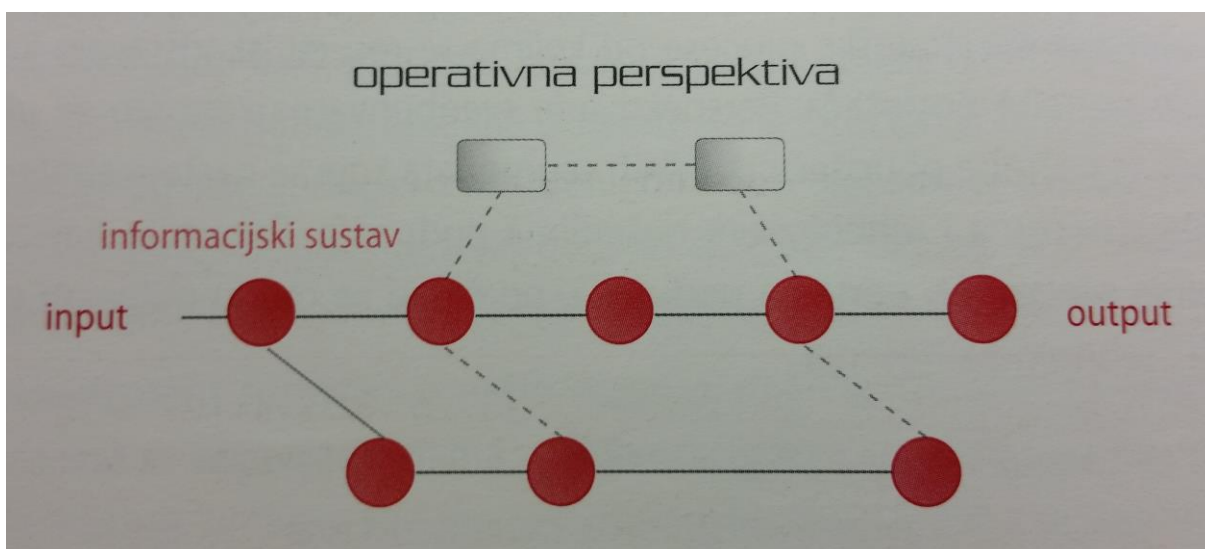 operativna perspektiva
informacijski sustav
input
output